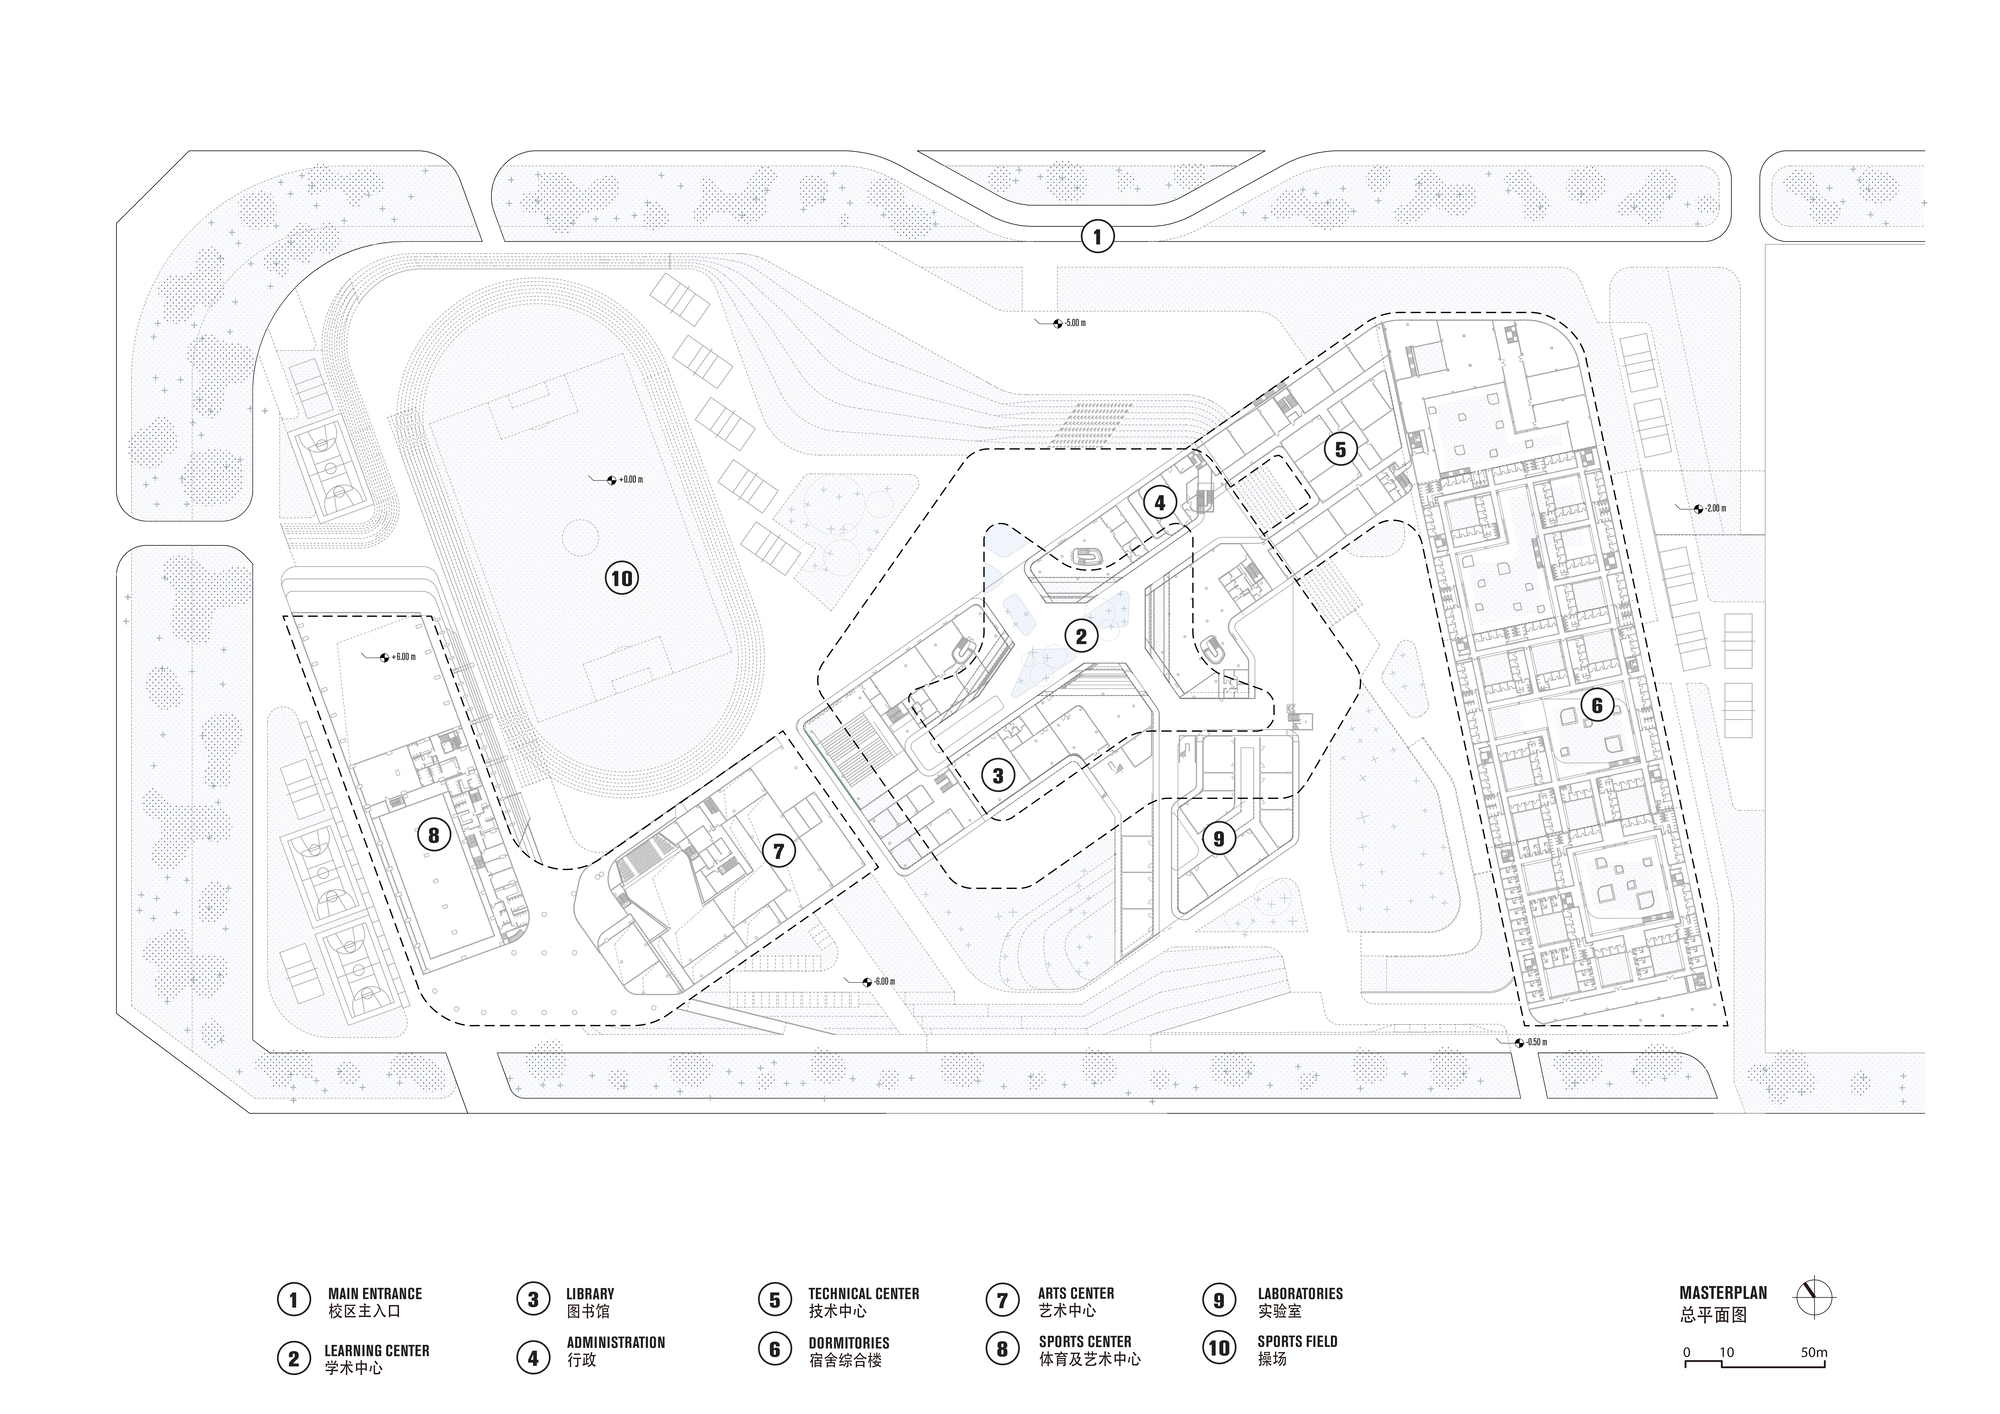 1
-5.00 m
5
+0.00 m
4
-2.00 m
10
2
+6.00 m
6
3
8
9
7
-6.00 m
-0.50 m
1 MAIN ENTRANCE
校区主入口
2 LEARNING CENTER
学术中心
3 LIBRARY
图书馆
4 ADMINISTRATION
行政
5 TECHNICAL CENTER
技术中心
6 DORMITORIES
宿舍综合楼
7 ARTS CENTER
艺术中心
8 SPORTS CENTER
体育及艺术中心
9 LABORATORIES
实验室
10 SPORTS FIELD
操场
MASTERPLAN
总平面图
0 10 50m